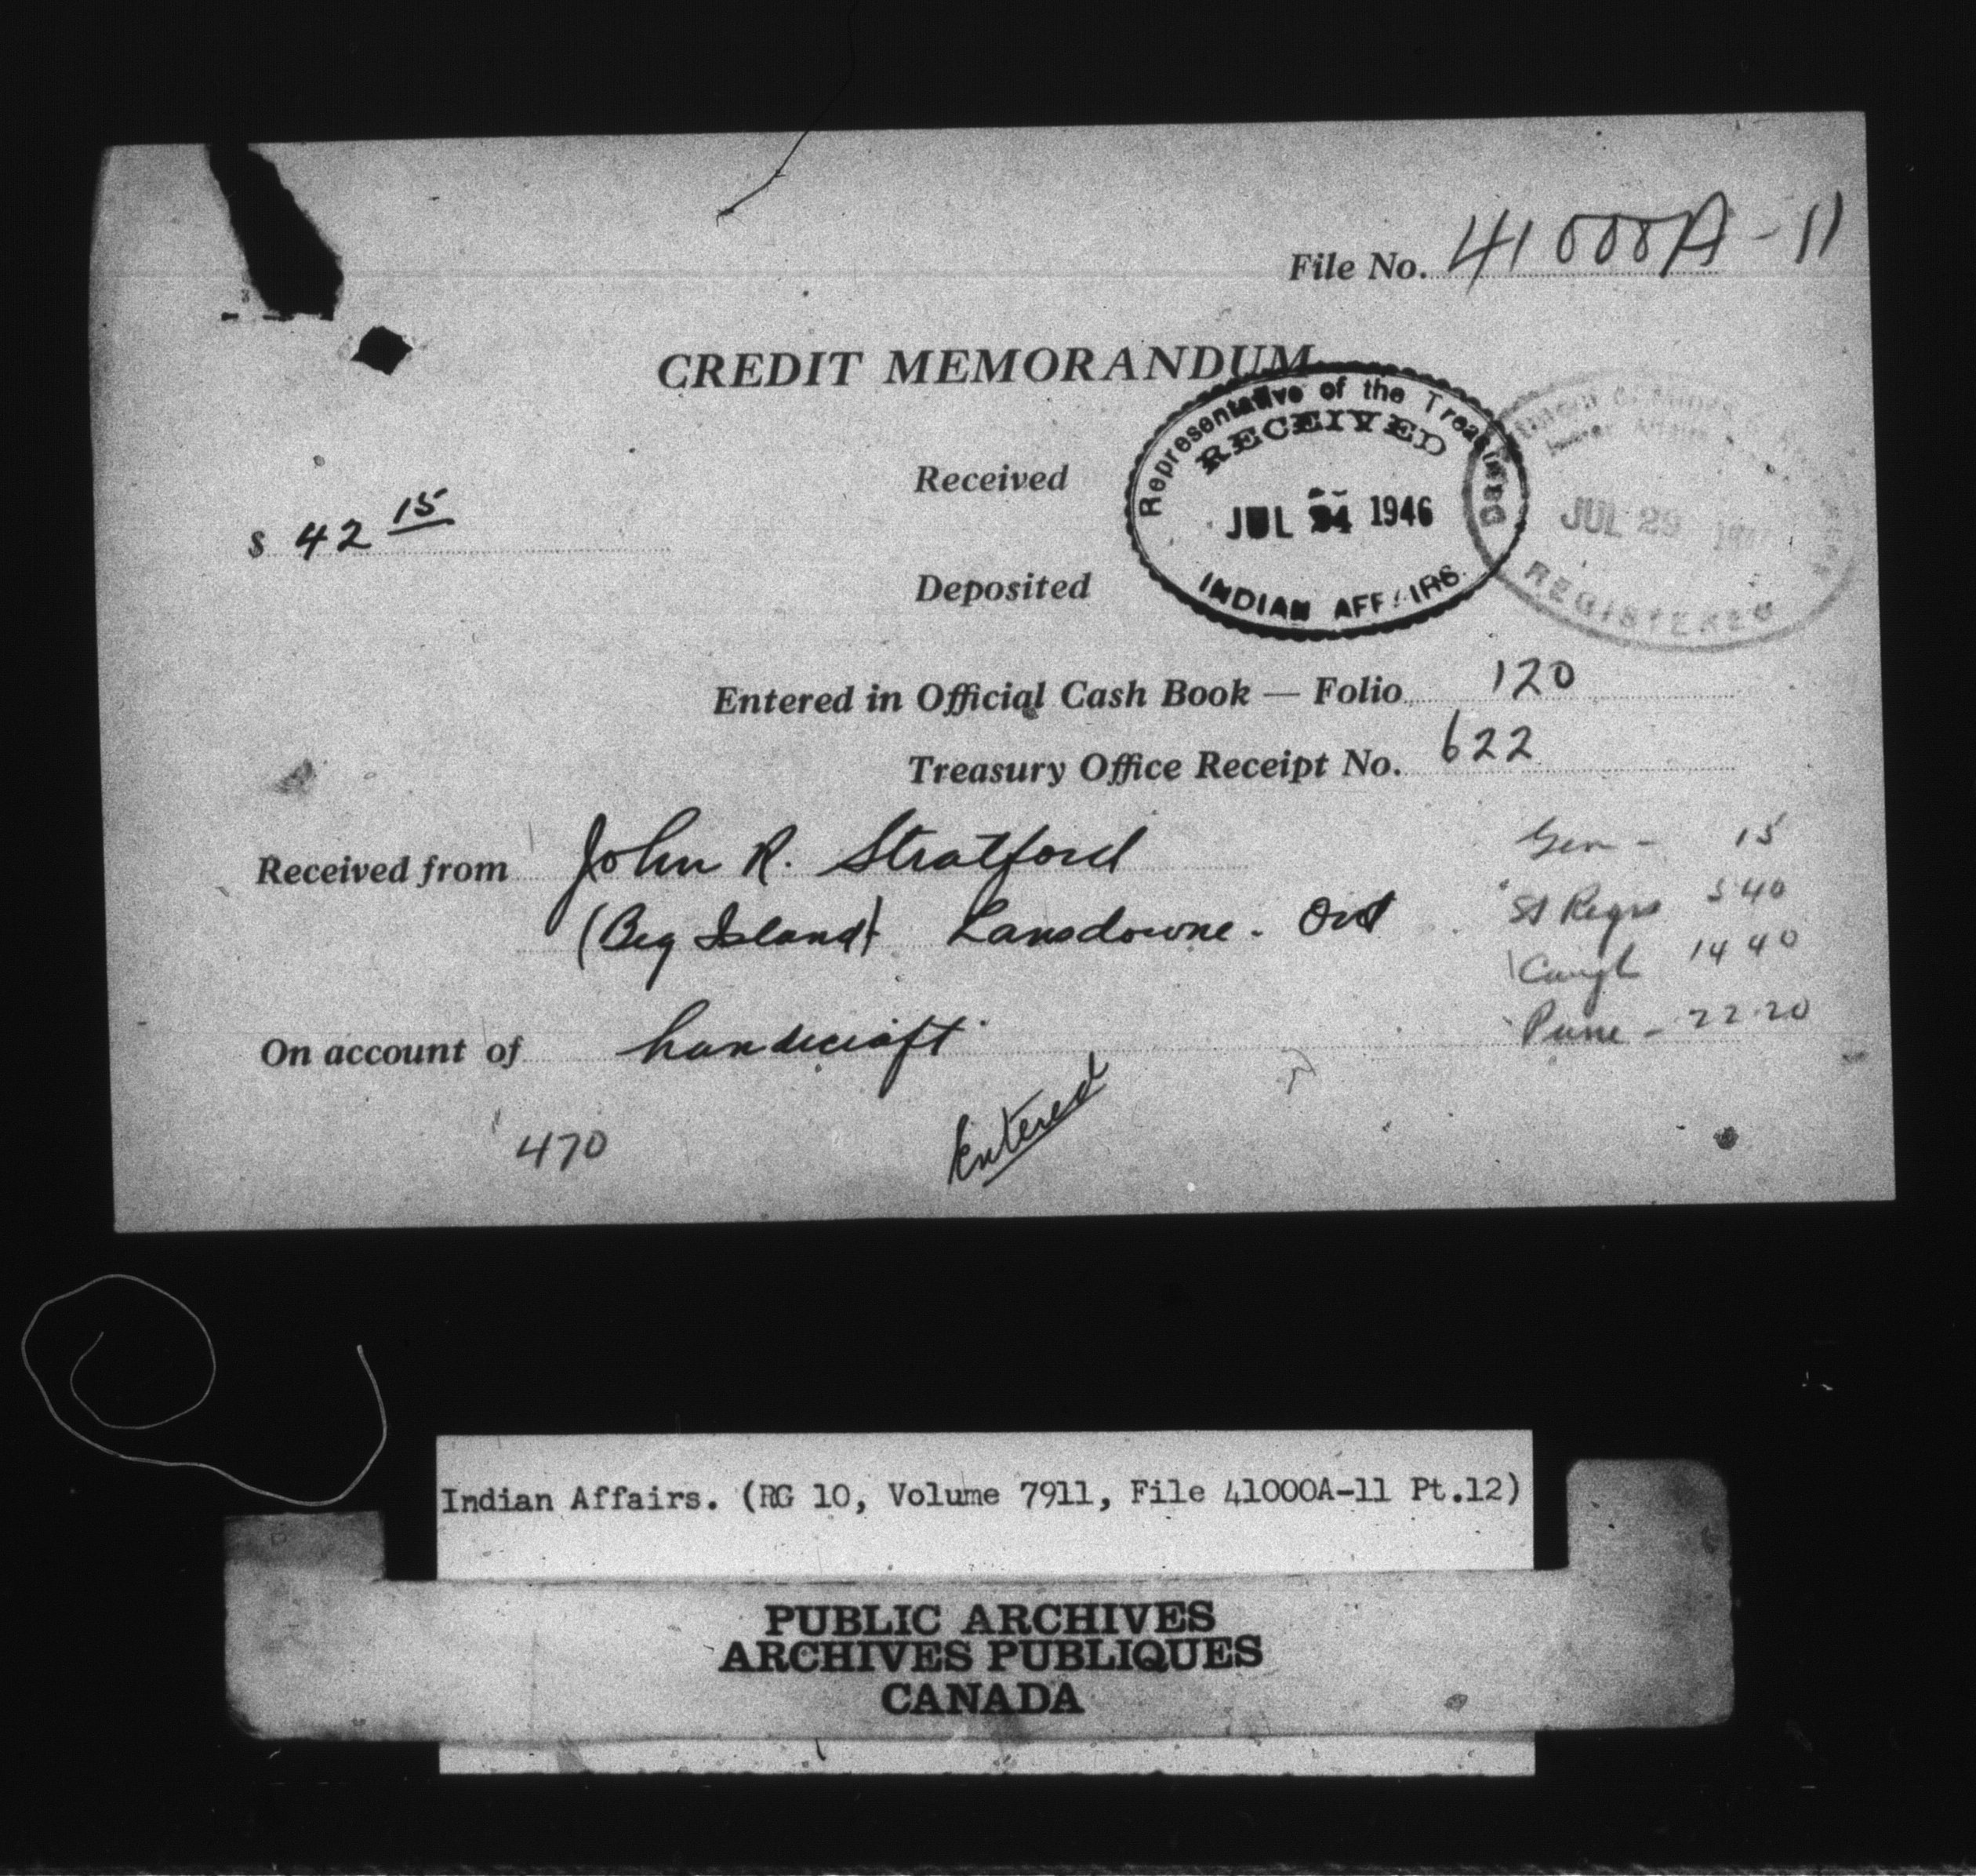 File No. 41000A-11
CREDIT MEMORANDUM
Representative of the Treasury
RECEIVED
JUL 1946
INDIAN AFFAIRS
JUL 29
REGISTERED
Received
$ 42 15
Deposited
Entered in Official Cash Book — Folio 120
Treasury Office Receipt No. 622
Received from John R. Stratford
(Big Island) Lansdowne. Ont
Gen - 15
St Regis 5 40
Caugh 14 40
22.20
On account of handicraft
470
Entered
Indian Affairs. (RG 10, Volume 7911, File 41000A-11 Pt.12)
PUBLIC ARCHIVES
ARCHIVES PUBLIQUES
CANADA